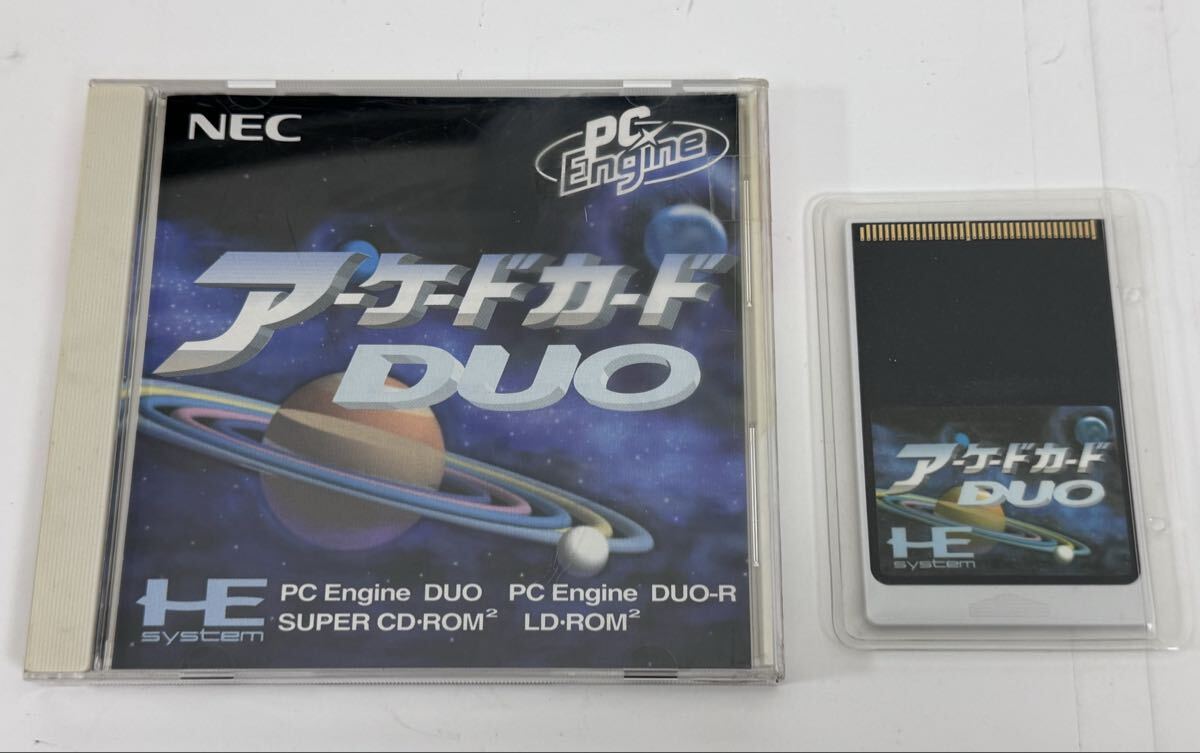 NEC
PC Engine
アーケードカード
DUO
HE system
PC Engine DUO PC Engine DUO-R
SUPER CD·ROM² LD·ROM²
アーケードカード
DUO
HE
system